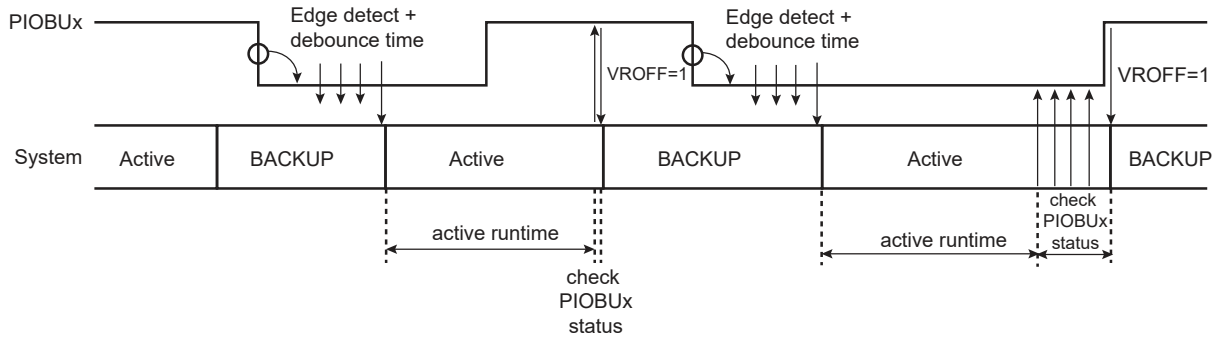 PIOBUx
Edge detect +
debounce time
VROFF=1
Edge detect +
debounce time
VROFF=1
System
Active
BACKUP
Active
BACKUP
Active
BACKUP
active runtime
check
PIOBUx
status
active runtime
check
PIOBUx
status